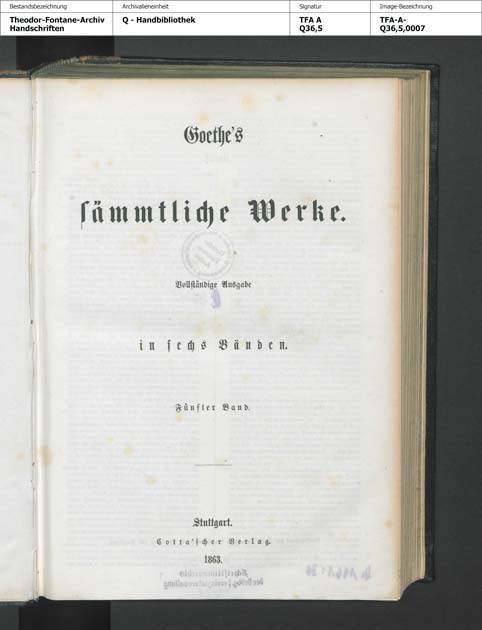 Bestandsbezeichnung Archivalieneinheit Signatur Image-Bezeichnung
Theodor-Fontane-Archiv Q - Handbibliothek TFA A TFA-A-
Handschriften Q36,5 Q36,5,0007
Goethe's
sämmtliche Werke.
Vollständige Ausgabe
in sechs Bänden.
Fünfter Band.
Stuttgart.
Cotta'scher Verlag.
1863.